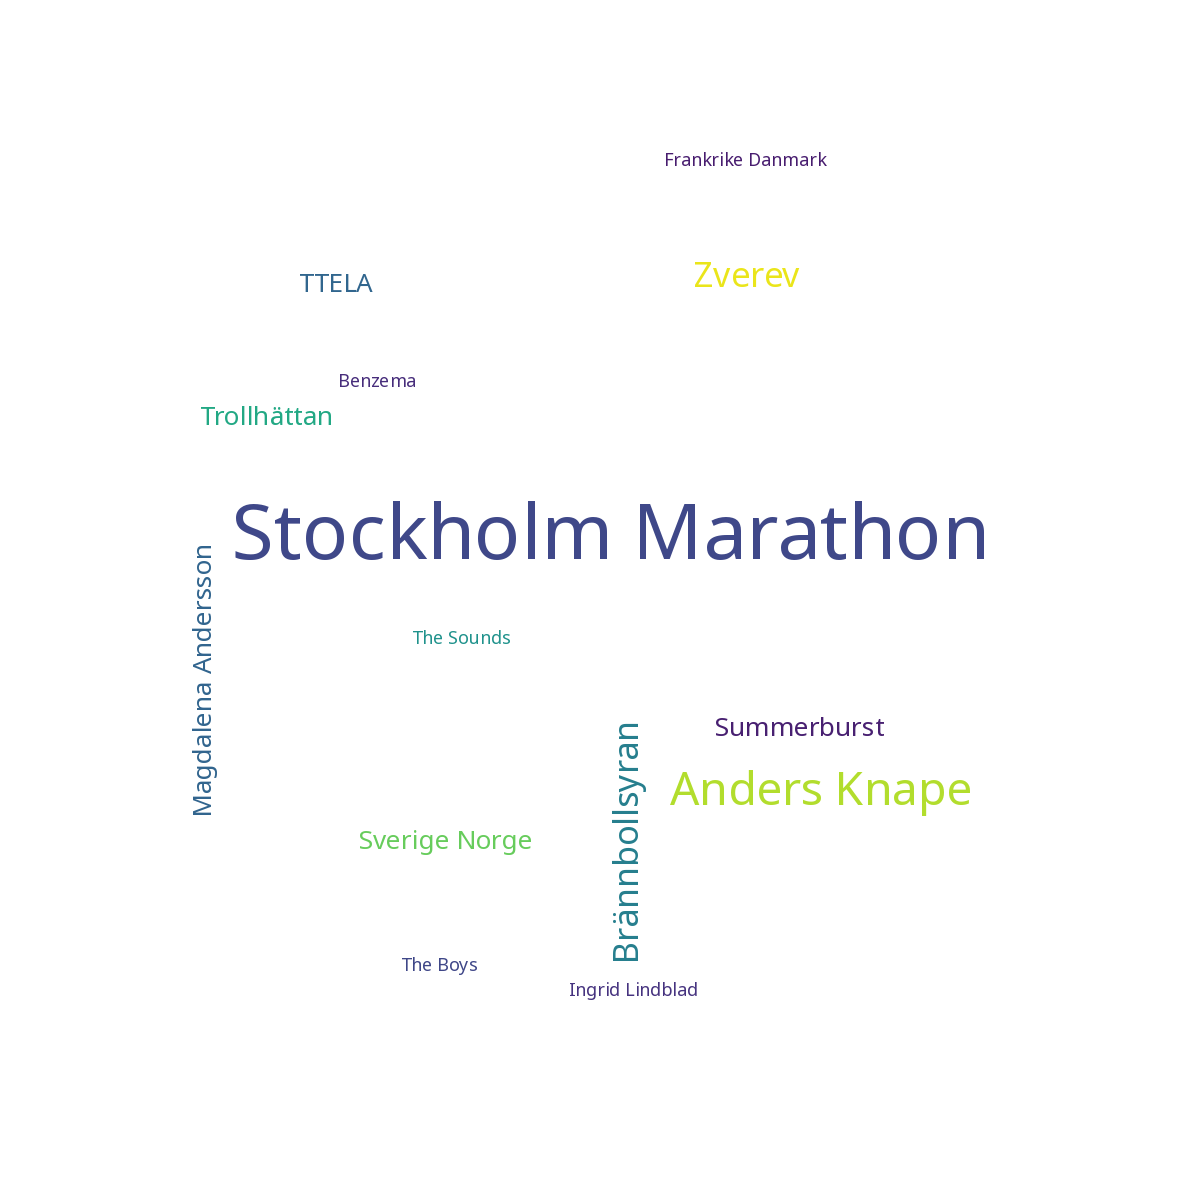 Frankrike Danmark
Zverev
TTELA
Benzema
Trollhättan
Stockholm Marathon
Magdalena Andersson
The Sounds
Summerburst
Brännbollsyran
Anders Knape
Sverige Norge
The Boys
Ingrid Lindblad